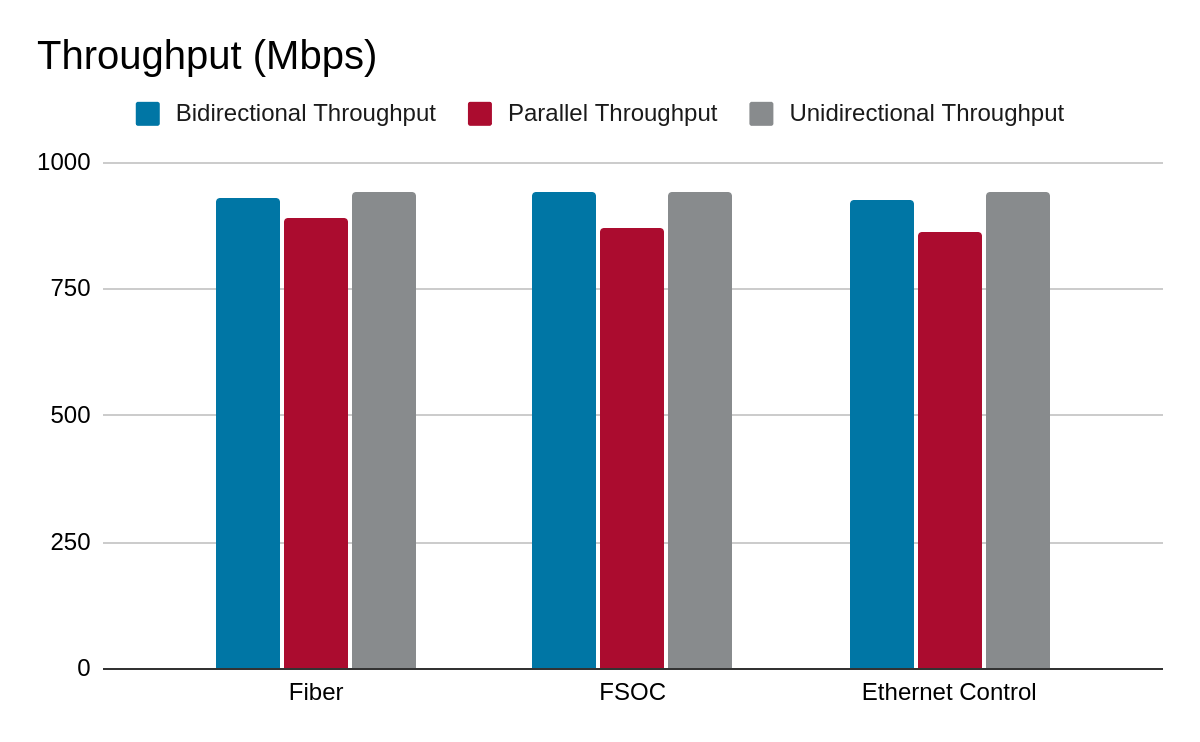 Throughput (Mbps)
Bidirectional Throughput Parallel Throughput Unidirectional Throughput
1000
750
500
250
0
Fiber FSOC Ethernet Control